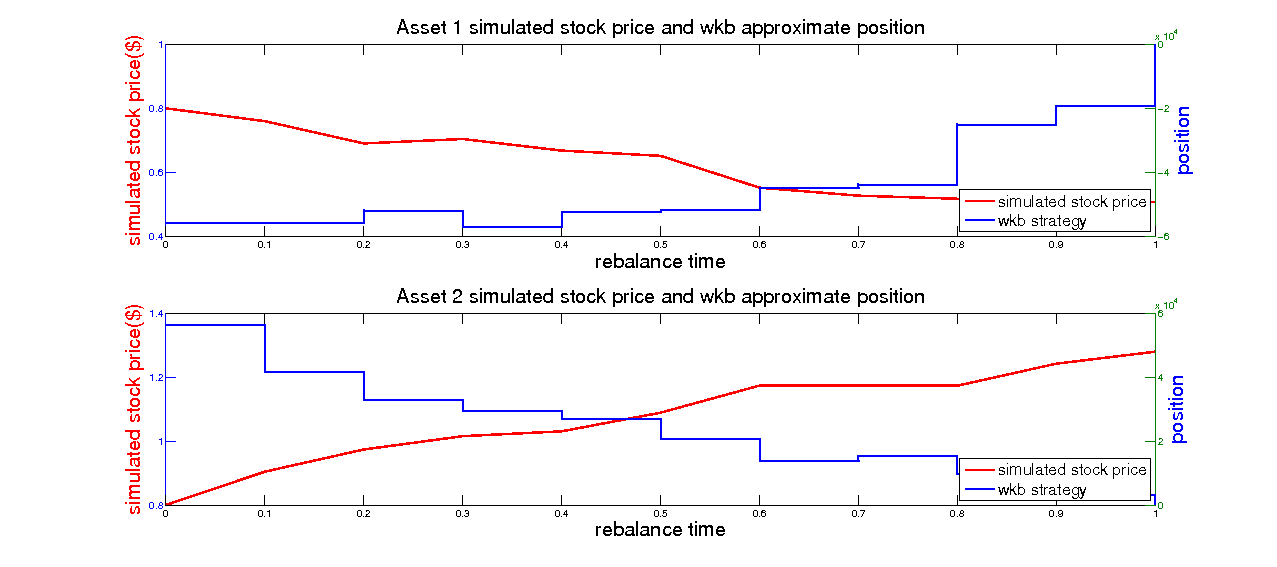 Asset 1 simulated stock price and wkb approximate position
x 10^4
1
0
0.8
-2
0.6
-4
0.4
-6
simulated stock price($)
position
simulated stock price
wkb strategy
0 0.1 0.2 0.3 0.4 0.5 0.6 0.7 0.8 0.9 1
rebalance time
Asset 2 simulated stock price and wkb approximate position
x 10^4
1.4
6
1.2
4
1
2
0.8
0
simulated stock price($)
position
simulated stock price
wkb strategy
0 0.1 0.2 0.3 0.4 0.5 0.6 0.7 0.8 0.9 1
rebalance time